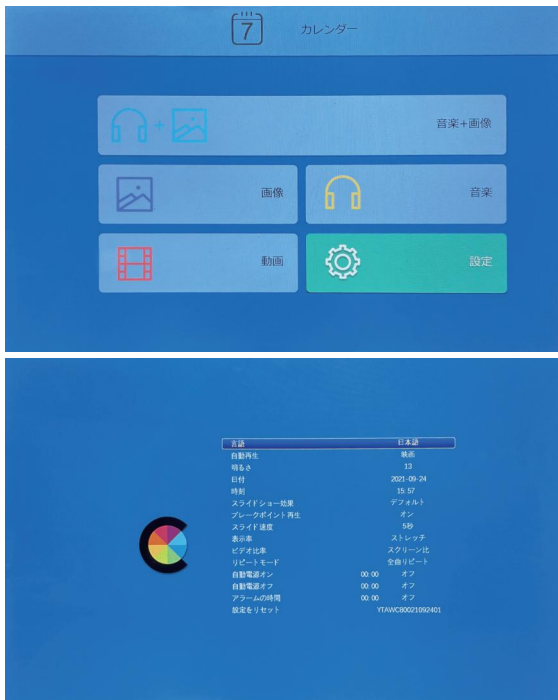 7 カレンダー
音楽+画像
画像
音楽
動画
設定
言語 日本語
自動再生 映画
明るさ 13
日付 2021-09-24
時刻 15:57
スライドショー効果 デフォルト
ブレークポイント再生 オン
スライド速度 5秒
表示率 ストレッチ
ビデオ比率 スクリーン比
リピートモード 全曲リピート
自動電源オン 00:00 オフ
自動電源オフ 00:00 オフ
アラームの時間 00:00 オフ
設定をリセット YTAWC80021092401